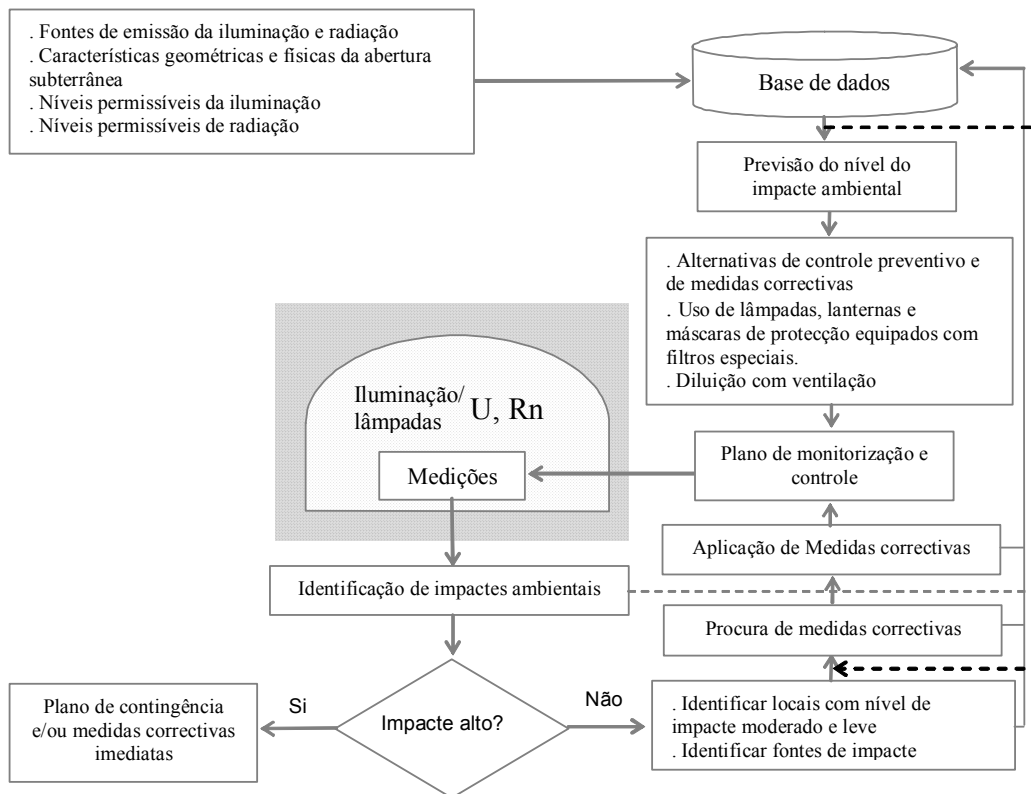 . Fontes de emissão da iluminação e radiação
. Características geométricas e físicas da abertura
subterrânea
. Níveis permissíveis da iluminação
. Níveis permissíveis de radiação
Base de dados
Previsão do nível do
impacte ambiental
. Alternativas de controle preventivo e
de medidas correctivas
. Uso de lâmpadas, lanternas e
máscaras de protecção equipados com
filtros especiais.
. Diluição com ventilação
Iluminação/
lâmpadas
U, Rn
Medições
Plano de monitorização e
controle
Aplicação de Medidas correctivas
Identificação de impactes ambientais
Procura de medidas correctivas
Impacte alto?
Si
Não
Plano de contingência
e/ou medidas correctivas
imediatas
. Identificar locais com nível de
impacte moderado e leve
. Identificar fontes de impacte